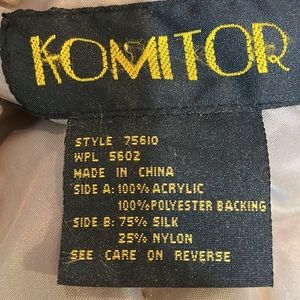 KOMITOR
STYLE 75610
WPL 5602
MADE IN CHINA
SIDE A: 100% ACRYLIC
100% POLYESTER BACKING
SIDE B: 75% SILK
25% NYLON
SEE CARE ON REVERSE